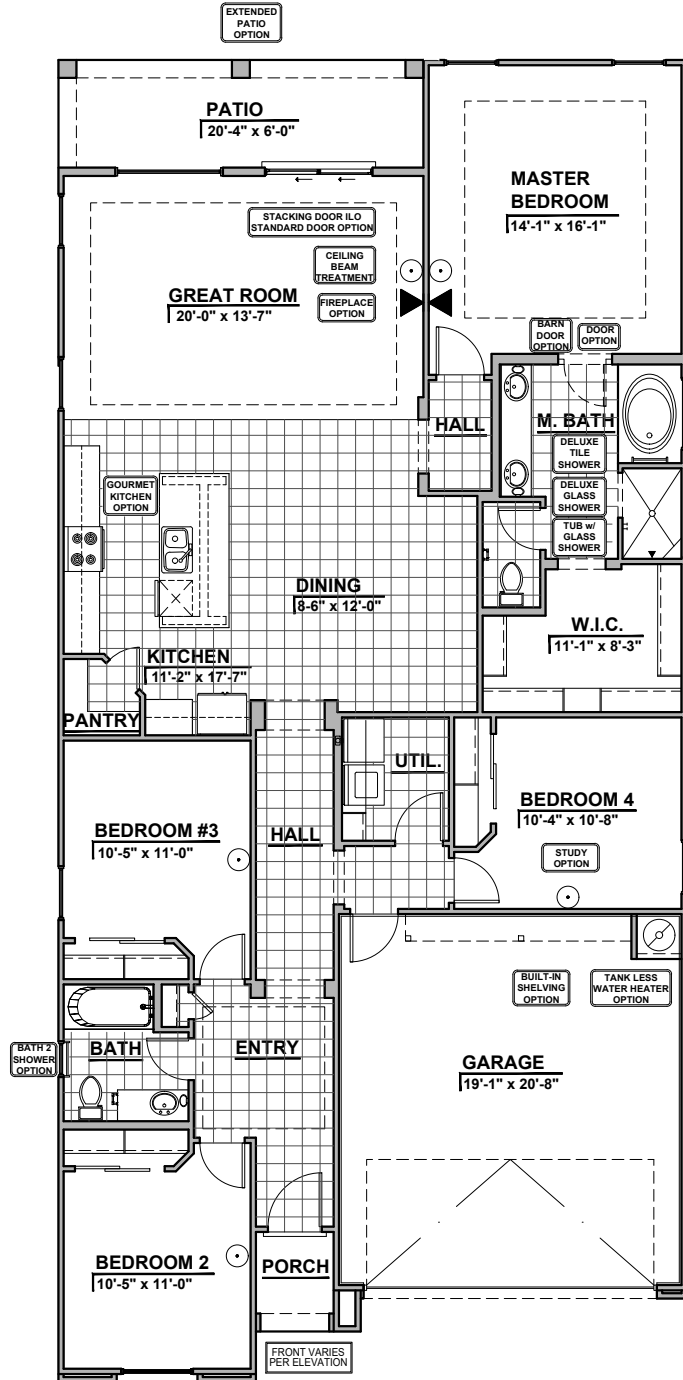 EXTENDED
PATIO
OPTION
PATIO
20'-4" x 6'-0"
MASTER
BEDROOM
14'-1" x 16'-1"
STACKING DOOR ILO
STANDARD DOOR OPTION
CEILING
BEAM
TREATMENT
FIREPLACE
OPTION
GREAT ROOM
20'-0" x 13'-7"
BARN
DOOR
OPTION
DOOR
OPTION
HALL
M. BATH
DELUXE
TILE
SHOWER
DELUXE
GLASS
SHOWER
TUB w/
GLASS
SHOWER
GOURMET
KITCHEN
OPTION
DINING
8-6" x 12'-0"
W.I.C.
11'-1" x 8'-3"
KITCHEN
11'-2" x 17'-7"
PANTRY
UTIL.
BEDROOM 4
10'-4" x 10'-8"
STUDY
OPTION
BEDROOM #3
10'-5" x 11'-0"
HALL
BUILT-IN
SHELVING
OPTION
TANK LESS
WATER HEATER
OPTION
BATH 2
SHOWER
OPTION
BATH
ENTRY
GARAGE
19'-1" x 20'-8"
BEDROOM 2
10'-5" x 11'-0"
PORCH
FRONT VARIES
PER ELEVATION